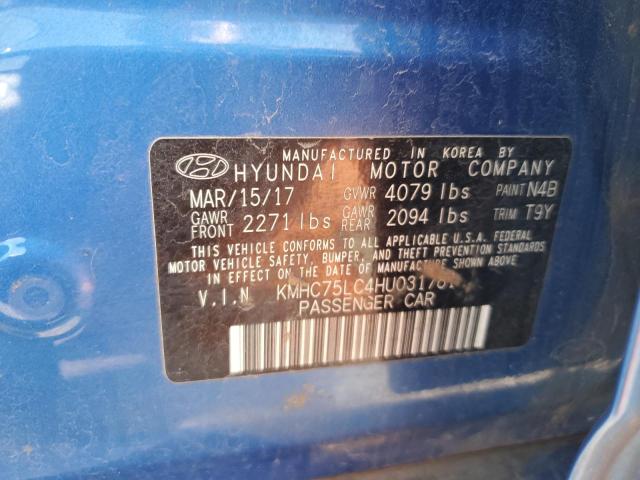 MANUFACTURED IN KOREA BY
HYUNDAI MOTOR COMPANY
MAR/15/17 GVWR 4079 lbs PAINT N4B
GAWR FRONT 2271 lbs GAWR REAR 2094 lbs TRIM T9Y
THIS VEHICLE CONFORMS TO ALL APPLICABLE U.S.A. FEDERAL
MOTOR VEHICLE SAFETY, BUMPER, AND THEFT PREVENTION STANDARDS
IN EFFECT ON THE DATE OF MANUFACTURE SHOWN ABOVE.
V.I.N
PASSENGER CAR